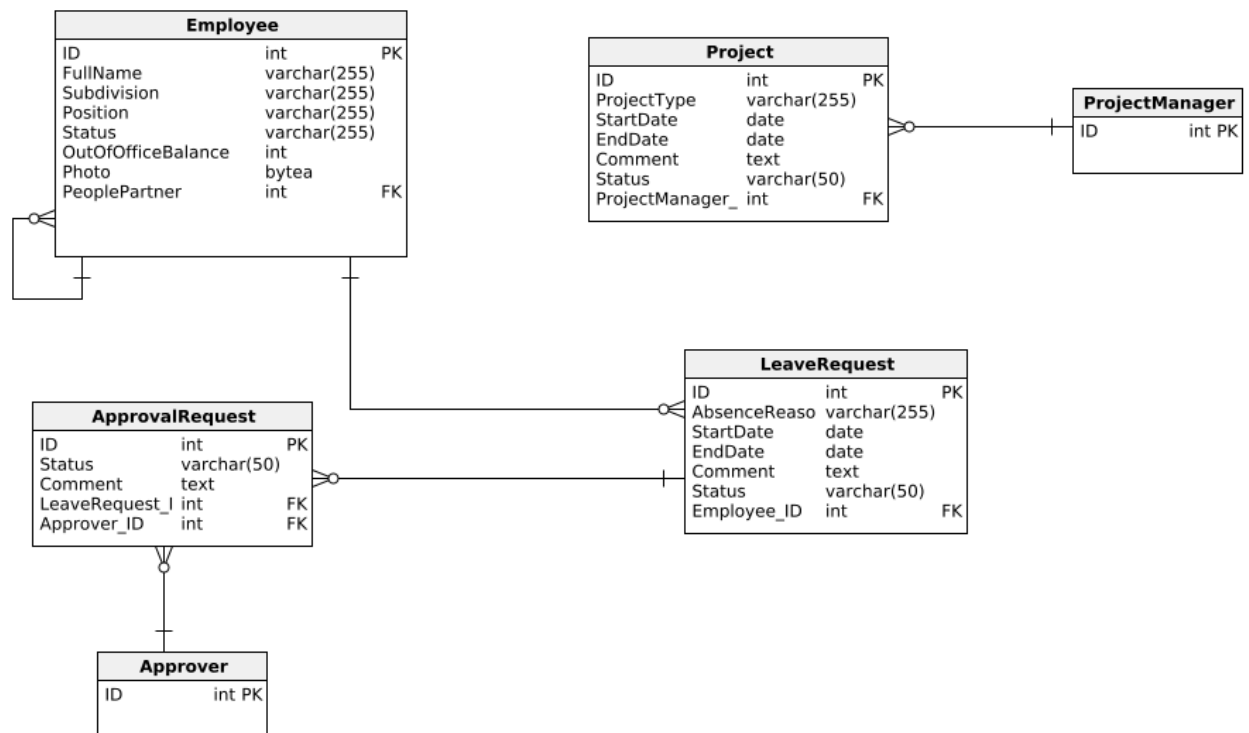 Employee
ID int PK
FullName varchar(255)
Subdivision varchar(255)
Position varchar(255)
Status varchar(255)
OutOfOfficeBalance int
Photo bytea
PeoplePartner int FK
Project
ID int PK
ProjectType varchar(255)
StartDate date
EndDate date
Comment text
Status varchar(50)
ProjectManager_ int FK
ProjectManager
ID int PK
LeaveRequest
ID int PK
AbsenceReaso varchar(255)
StartDate date
EndDate date
Comment text
Status varchar(50)
Employee_ID int FK
ApprovalRequest
ID int PK
Status varchar(50)
Comment text
LeaveRequest_I int FK
Approver_ID int FK
Approver
ID int PK